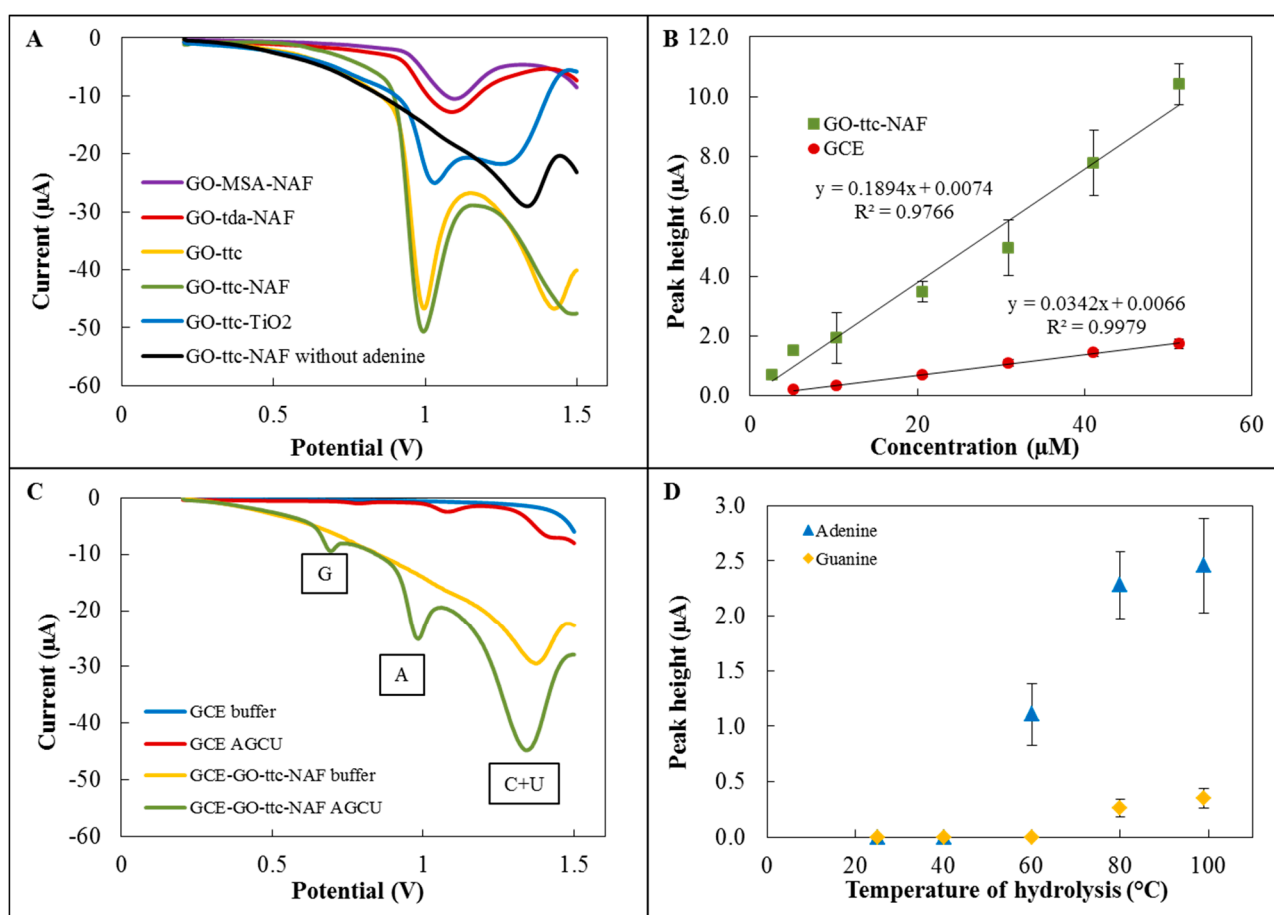 A
0
-10
-20
-30
-40
-50
-60
Current (µA)
GO-MSA-NAF
GO-tda-NAF
GO-ttc
GO-ttc-NAF
GO-ttc-TiO2
GO-ttc-NAF without adenine
0
0.5
1
1.5
Potential (V)
B
12.0
10.0
8.0
6.0
4.0
2.0
0.0
Peak height (µA)
GO-ttc-NAF
GCE
y = 0.1894x + 0.0074
R² = 0.9766
y = 0.0342x + 0.0066
R² = 0.9979
0
20
40
60
Concentration (µM)
C
0
-10
-20
-30
-40
-50
-60
Current (µA)
G
A
C+U
GCE buffer
GCE AGCU
GCE-GO-ttc-NAF buffer
GCE-GO-ttc-NAF AGCU
0
0.5
1
1.5
Potential (V)
D
3.0
2.5
2.0
1.5
1.0
0.5
0.0
Peak height (µA)
Adenine
Guanine
0
20
40
60
80
100
Temperature of hydrolysis (°C)